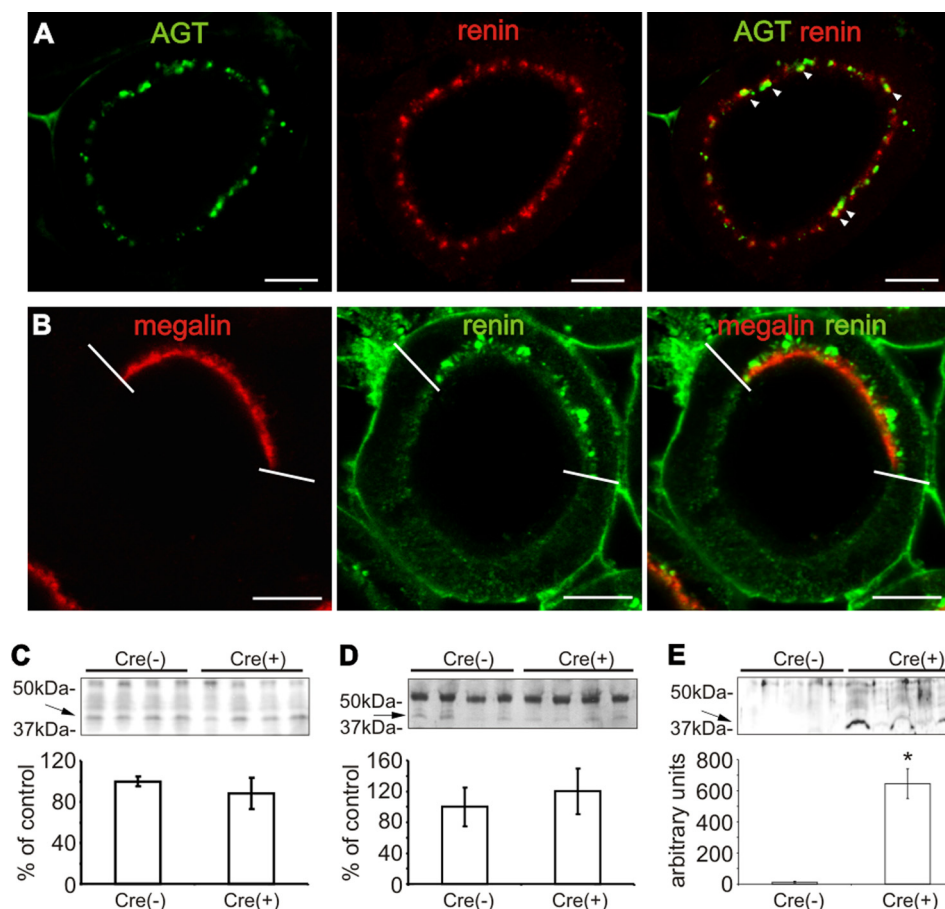 A
AGT
renin
AGT renin
B
megalin
renin
megalin renin
C
Cre(-) Cre(+)
50kDa-
37kDa-
% of control
120
80
40
0
Cre(-) Cre(+)
D
Cre(-) Cre(+)
50kDa-
37kDa-
% of control
160
120
80
40
0
Cre(-) Cre(+)
E
Cre(-) Cre(+)
50kDa-
37kDa-
arbitrary units
800
600
400
200
0
*
Cre(-) Cre(+)